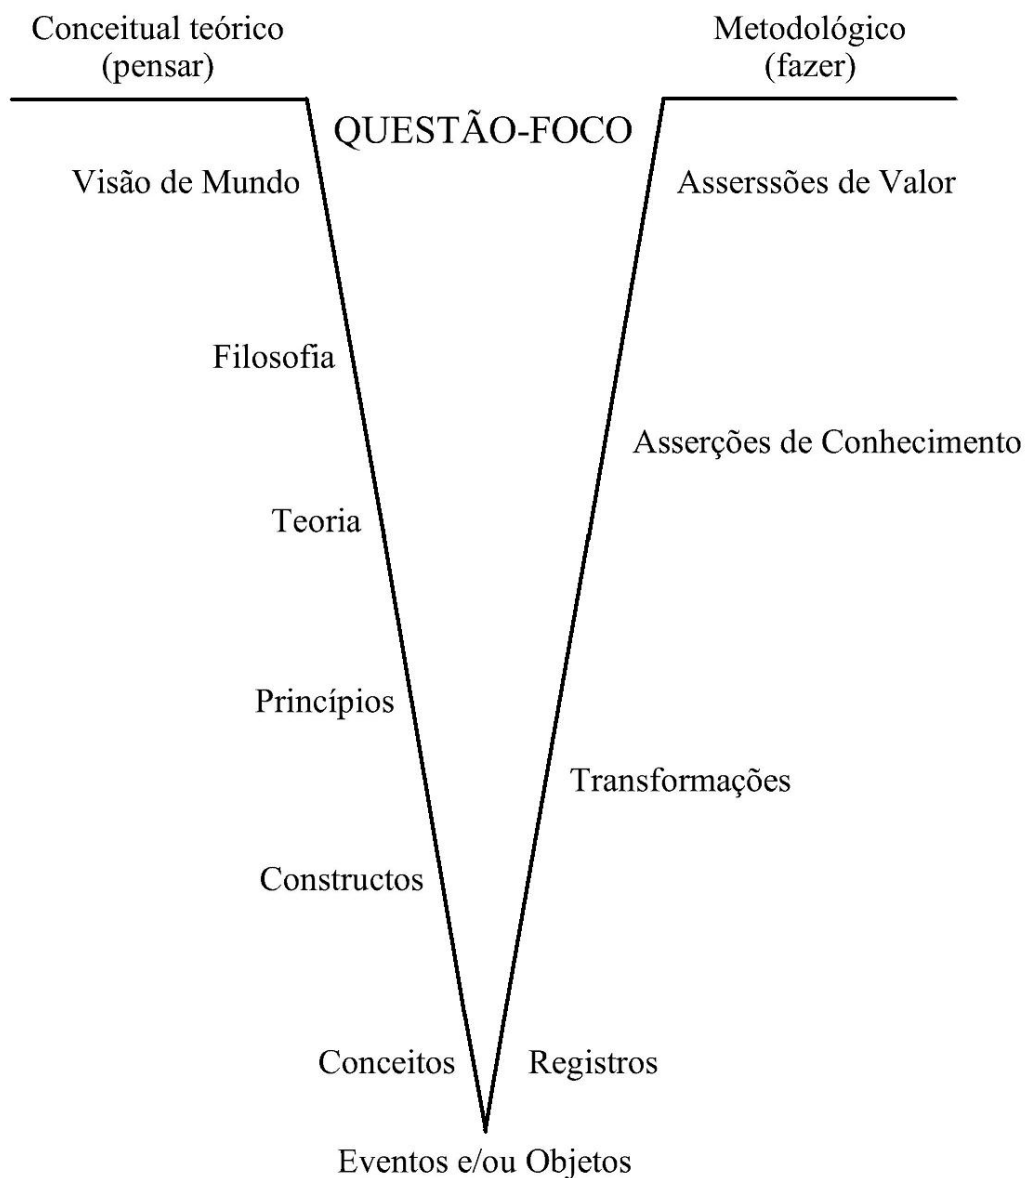 Conceitual teórico
(pensar)
Metodológico
(fazer)
QUESTÃO-FOCO
Visão de Mundo
Asserssões de Valor
Filosofia
Asserções de Conhecimento
Teoria
Princípios
Transformações
Constructos
Conceitos
Registros
Eventos e/ou Objetos